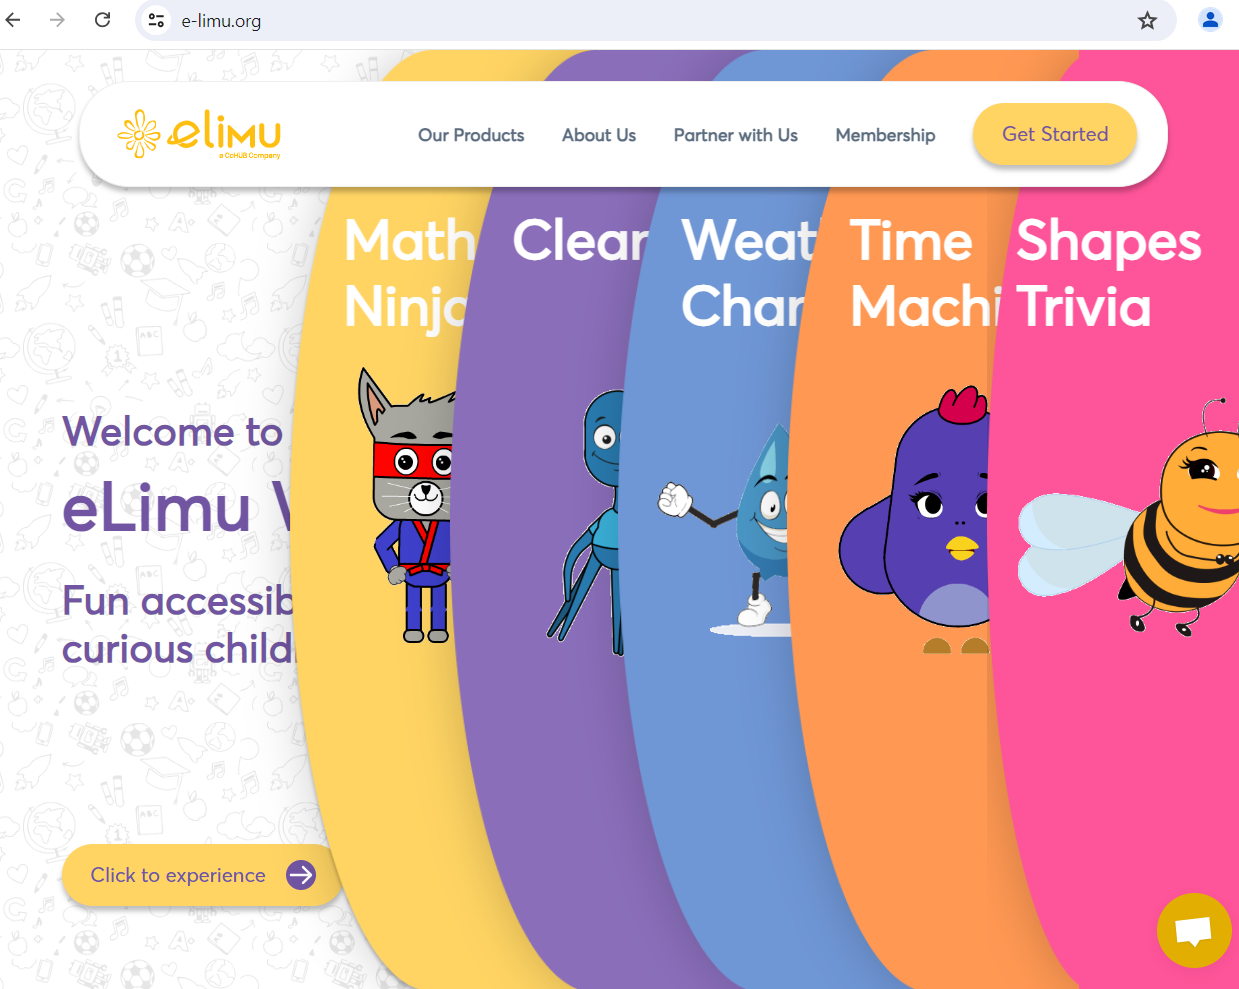 e-limu.org
elimu
a CeHUB Company
Our Products
About Us
Partner with Us
Membership
Get Started
Math
Ninja
Clear
Weat
Char
Time
Machi
Shapes
Trivia
Welcome to
eLimu
Fun accessib
curious child
Click to experience